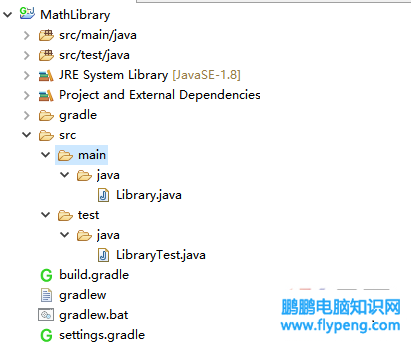 MathLibrary
src/main/java
src/test/java
JRE System Library [JavaSE-1.8]
Project and External Dependencies
gradle
src
main
java
Library.java
test
java
LibraryTest.java
build.gradle
gradlew
gradlew.bat
settings.gradle
鹏鹏电脑知识网
www.flypeng.com